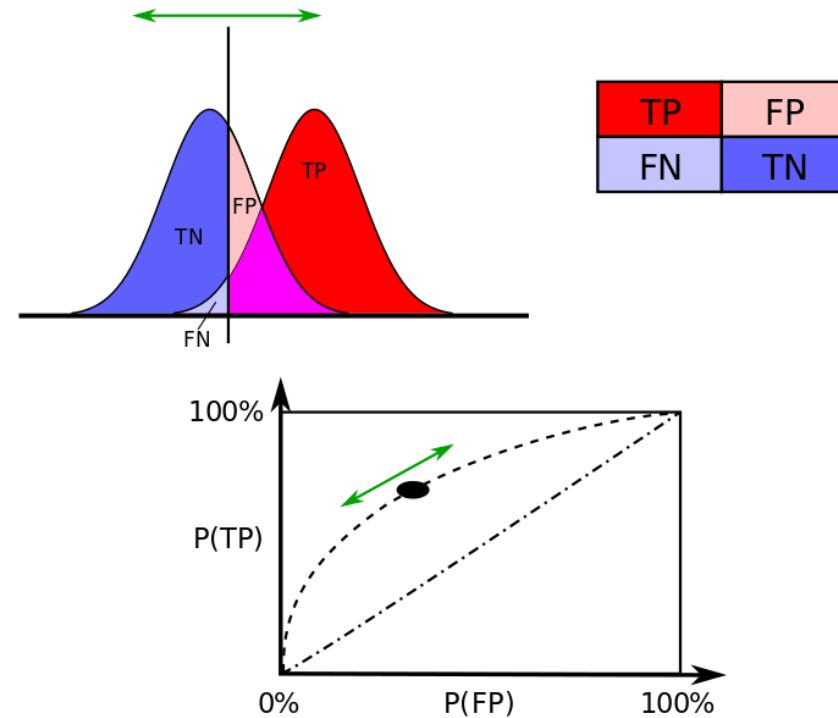 TP FP
FN TN
TP
FP
TN
FN
100%
P(TP)
0% P(FP) 100%